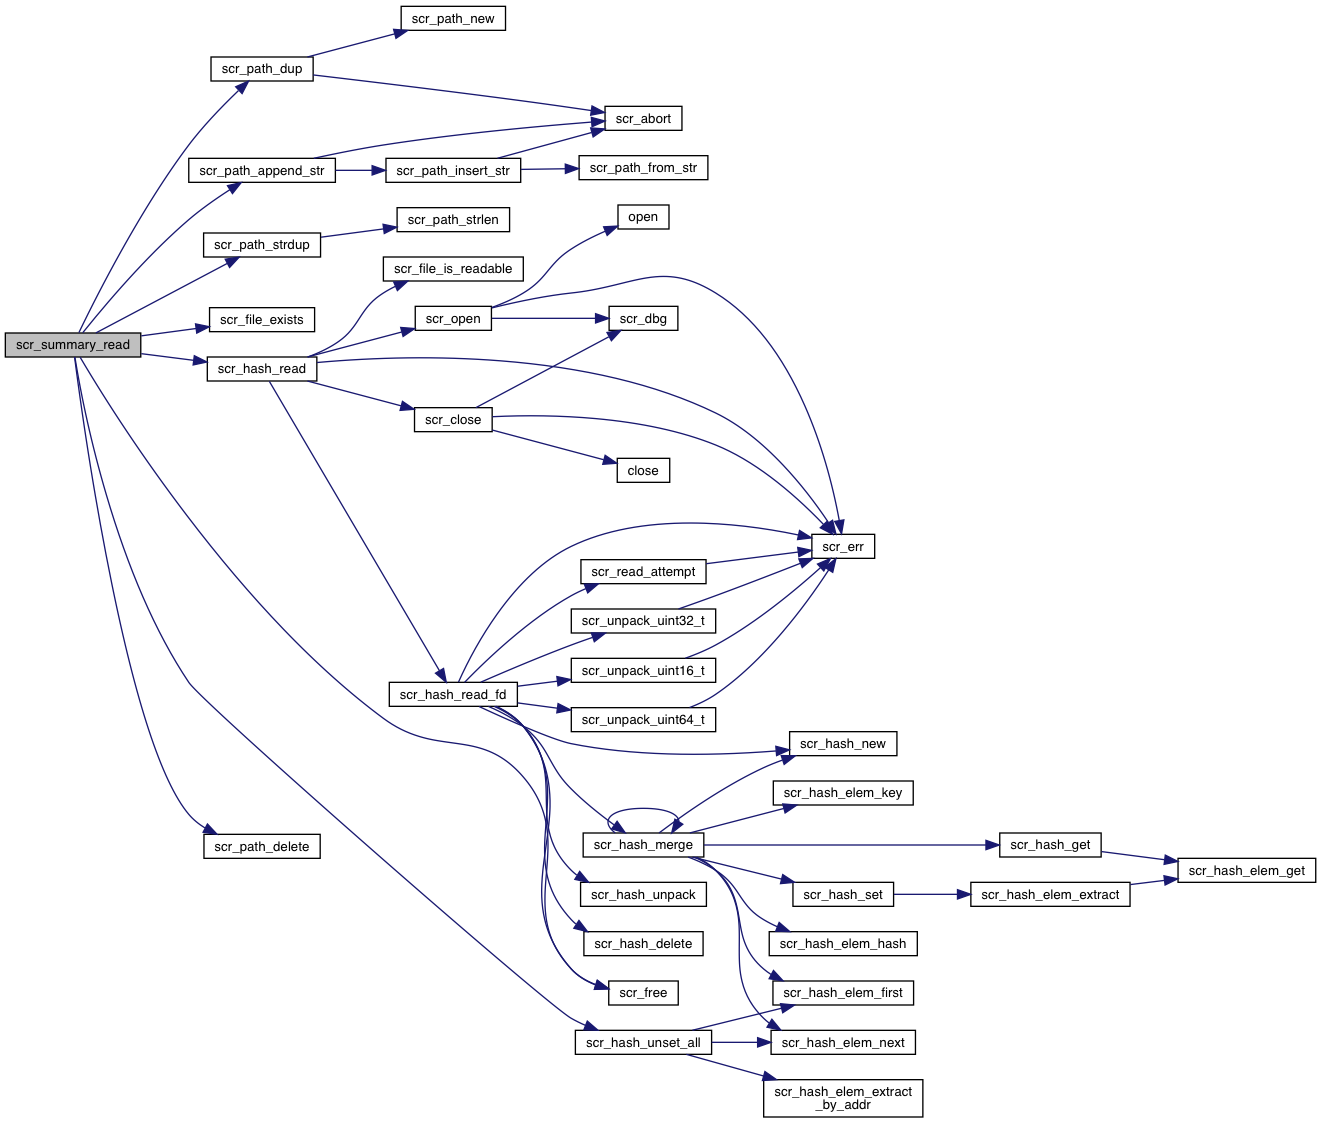 scr_path_new
scr_path_dup
scr_abort
scr_path_append_str
scr_path_insert_str
scr_path_from_str
open
scr_path_strlen
scr_path_strdup
scr_file_is_readable
scr_file_exists
scr_open
scr_dbg
scr_summary_read
scr_hash_read
scr_close
close
scr_err
scr_read_attempt
scr_unpack_uint32_t
scr_unpack_uint16_t
scr_hash_read_fd
scr_unpack_uint64_t
scr_hash_new
scr_hash_elem_key
scr_path_delete
scr_hash_merge
scr_hash_get
scr_hash_elem_get
scr_hash_unpack
scr_hash_set
scr_hash_elem_extract
scr_hash_delete
scr_hash_elem_hash
scr_free
scr_hash_elem_first
scr_hash_unset_all
scr_hash_elem_next
scr_hash_elem_extract
_by_addr